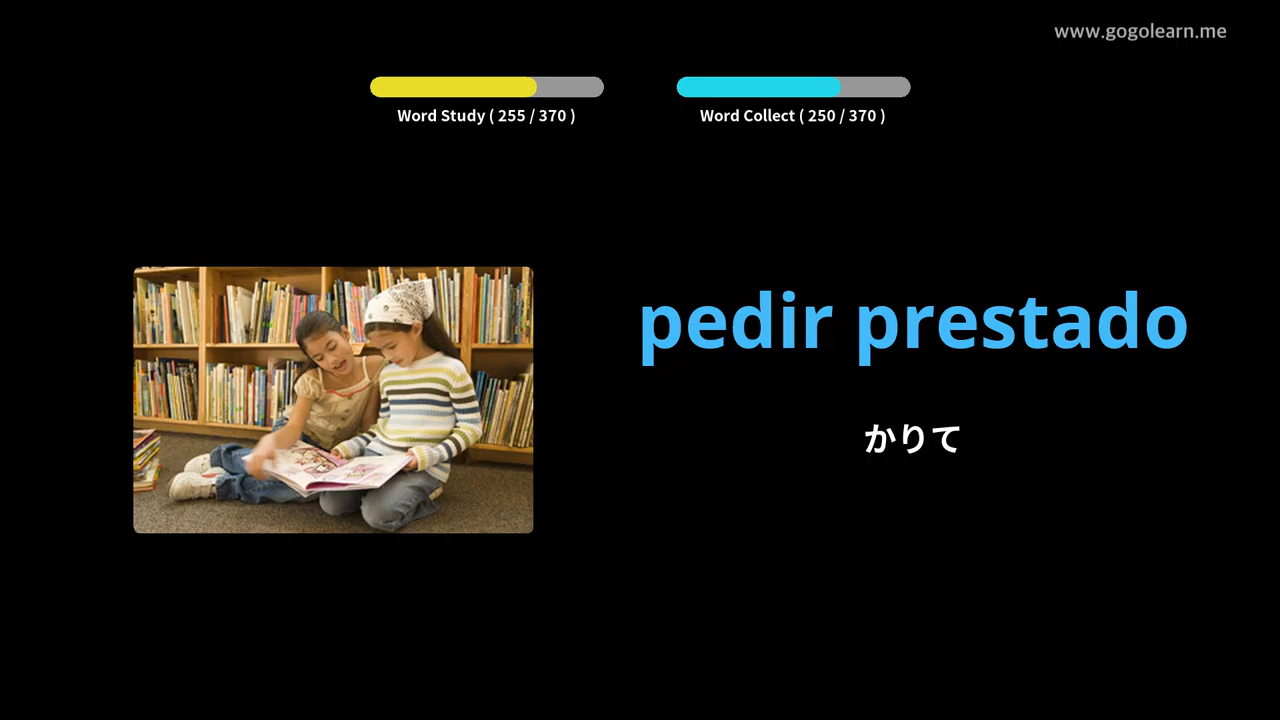 www.gogolearn.me
Word Study ( 255 / 370 )
Word Collect ( 250 / 370 )
pedir prestado
かりて